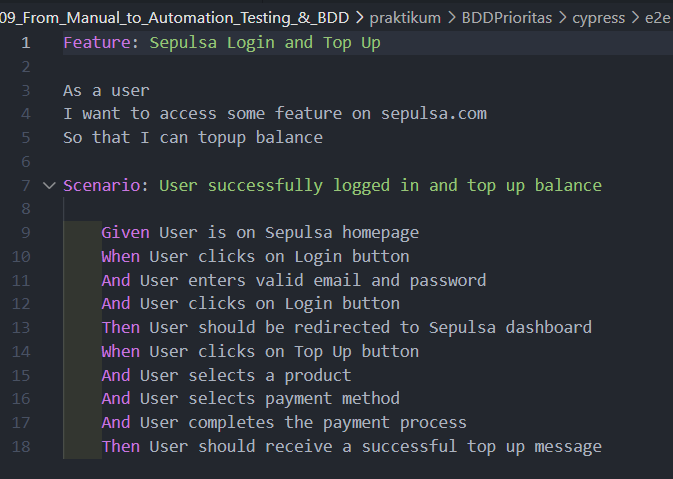 09_From_Manual_to_Automation_Testing_&_BDD > praktikum > BDDPrioritas > cypress > e2e
1 Feature: Sepulsa Login and Top Up
2
3 As a user
4 I want to access some feature on sepulsa.com
5 So that I can topup balance
6
7 Scenario: User successfully logged in and top up balance
8
9 Given User is on Sepulsa homepage
10 When User clicks on Login button
11 And User enters valid email and password
12 And User clicks on Login button
13 Then User should be redirected to Sepulsa dashboard
14 When User clicks on Top Up button
15 And User selects a product
16 And User selects payment method
17 And User completes the payment process
18 Then User should receive a successful top up message